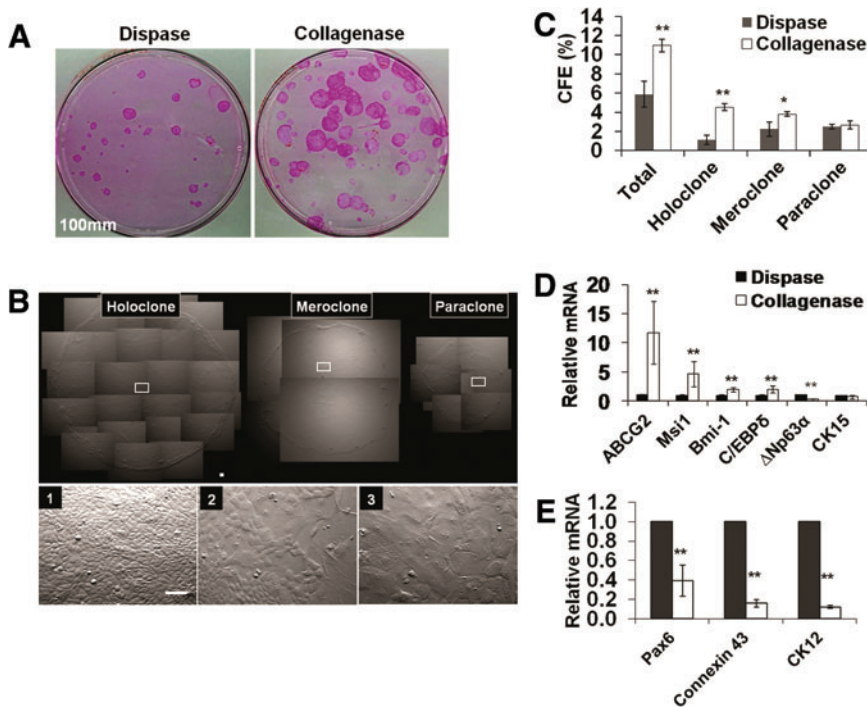 A
Dispase
Collagenase
100mm
B
Holoclone
Meroclone
Paraclone
1
2
3
C
CFE (%)
14
12
10
8
6
4
2
0
Dispase
Collagenase
**
**
*
Total
Holoclone
Meroclone
Paraclone
D
Relative mRNA
20
15
10
5
0
Dispase
Collagenase
**
**
**
**
**
ABCG2
Msi1
Bmi-1
C/EBPδ
ΔNp63α
CK15
E
Relative mRNA
1.2
1.0
0.8
0.6
0.4
0.2
0.0
**
**
**
Pax6
Connexin 43
CK12